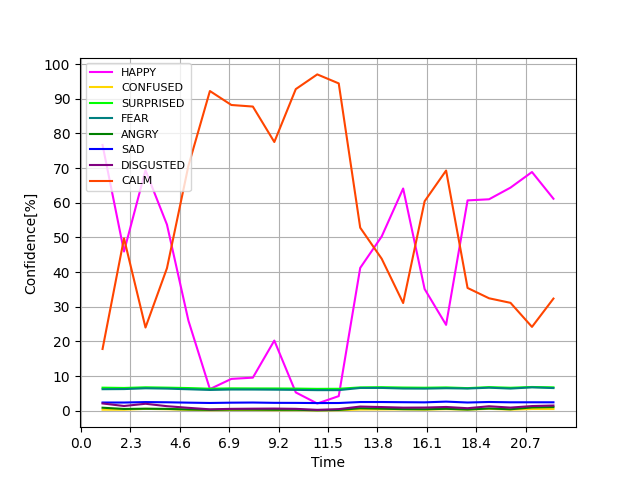 100
90
80
70
60
50
40
30
20
10
0
Confidence[%]
HAPPY
CONFUSED
SURPRISED
FEAR
ANGRY
SAD
DISGUSTED
CALM
0.0 2.3 4.6 6.9 9.2 11.5 13.8 16.1 18.4 20.7
Time